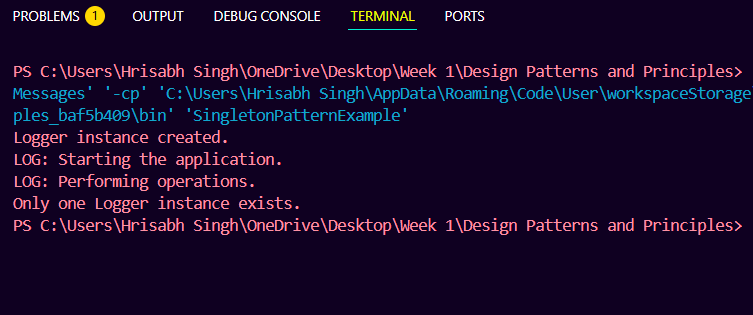 PROBLEMS 1 OUTPUT DEBUG CONSOLE TERMINAL PORTS
PS C:\Users\Hrisabh Singh\OneDrive\Desktop\Week 1\Design Patterns and Principles>
Messages' '-cp' 'C:\Users\Hrisabh Singh\AppData\Roaming\Code\User\workspaceStorage
ples_baf5b409\bin' 'SingletonPatternExample'
Logger instance created.
LOG: Starting the application.
LOG: Performing operations.
Only one Logger instance exists.
PS C:\Users\Hrisabh Singh\OneDrive\Desktop\Week 1\Design Patterns and Principles>